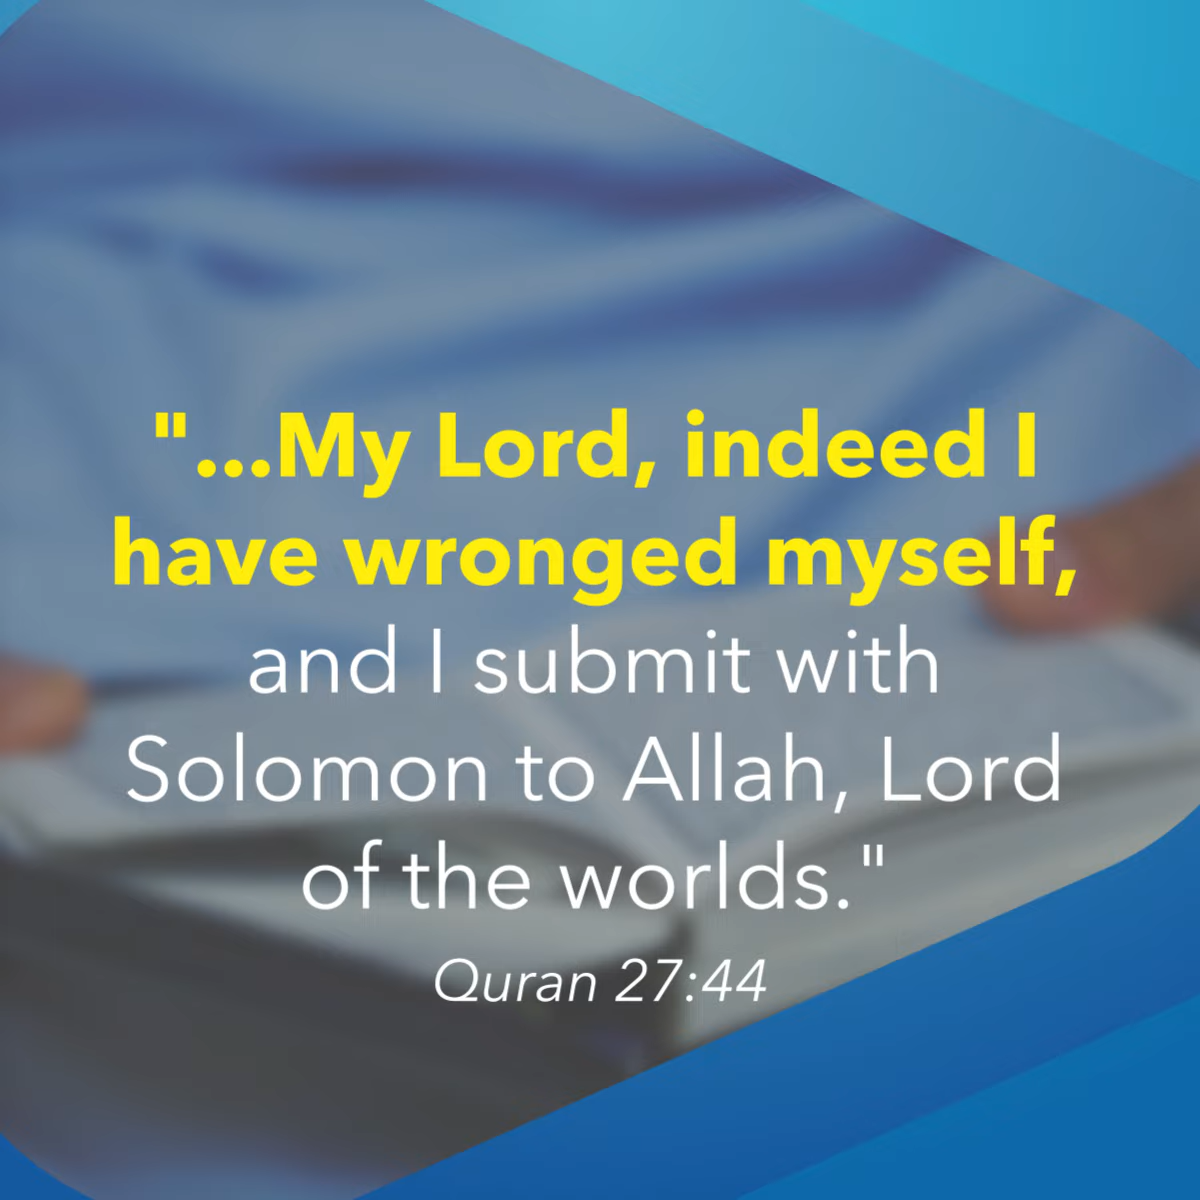 "...My Lord, indeed I
have wronged myself,
and I submit with
Solomon to Allah, Lord
of the worlds."
Quran 27:44